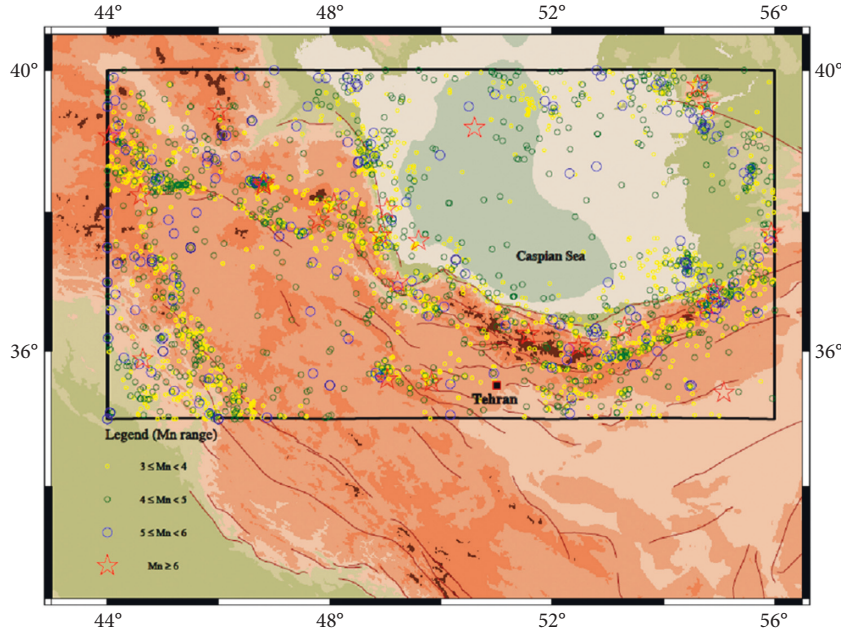 44° 48° 52° 56°
40° 40°
Caspian Sea
36° 36°
Tehran
Legend (Mn range)
3 ≤ Mn < 4
4 ≤ Mn < 5
5 ≤ Mn < 6
Mn ≥ 6
44° 48° 52° 56°